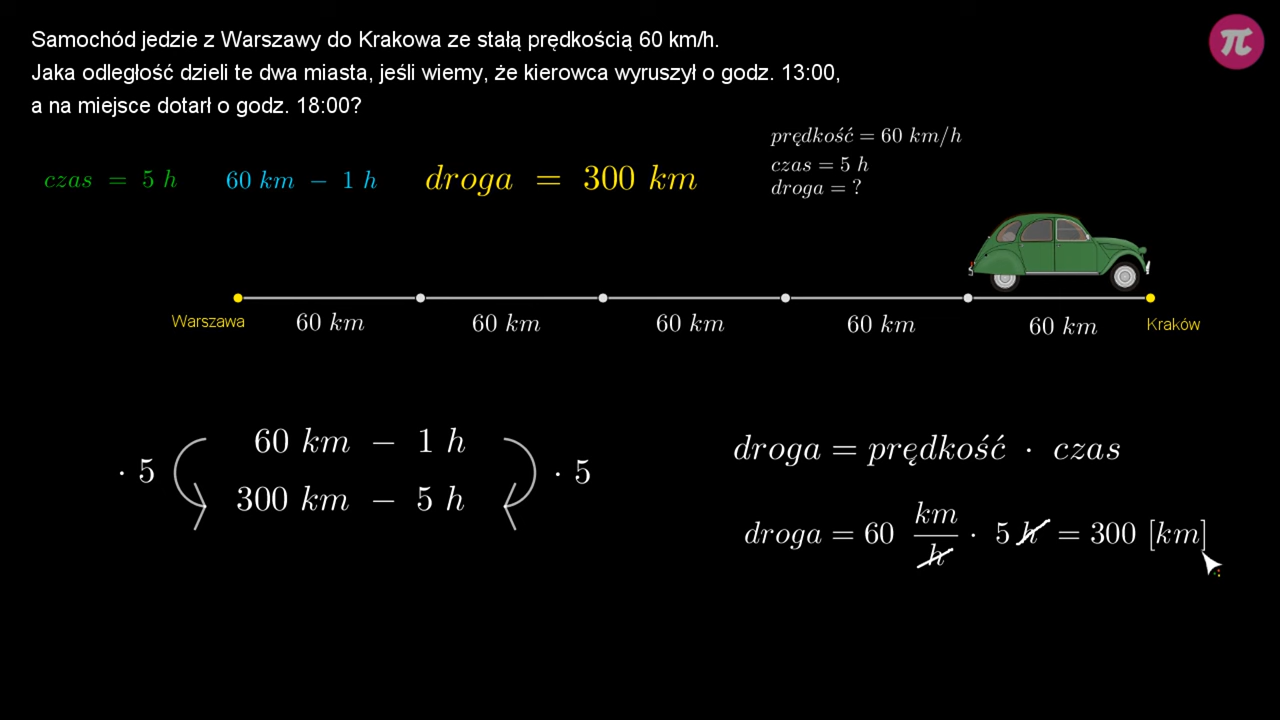 Samochód jedzie z Warszawy do Krakowa ze stałą prędkością 60 km/h.
Jaka odległość dzieli te dwa miasta, jeśli wiemy, że kierowca wyruszył o godz. 13:00,
a na miejsce dotarł o godz. 18:00?
π
prędkość = 60 km/h
czas = 5 h
droga = ?
czas = 5 h 60 km − 1 h droga = 300 km
Warszawa 60 km 60 km 60 km 60 km 60 km Kraków
60 km − 1 h
· 5 · 5
300 km − 5 h
droga = prędkość · czas
droga = 60 km/h · 5 h = 300 [km]